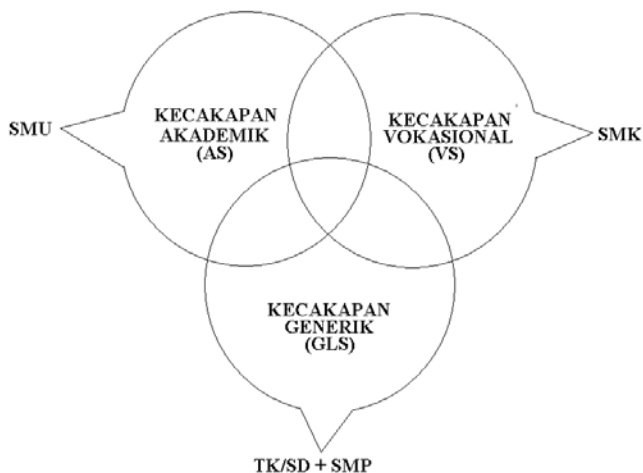 SMU
KECAKAPAN
AKADEMIK
(AS)
KECAKAPAN
VOKASIONAL
(VS)
SMK
KECAKAPAN
GENERIK
(GLS)
TK/SD + SMP